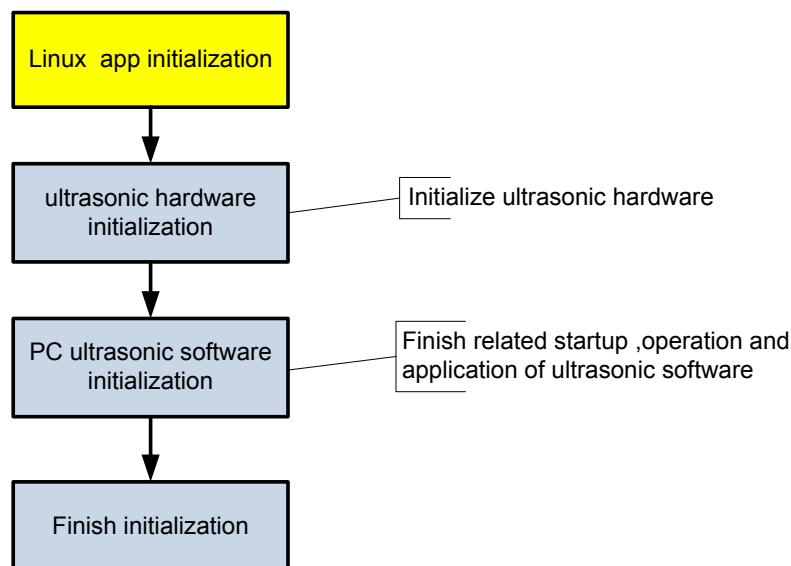 Linux  app initialization
ultrasonic hardware
initialization
Initialize ultrasonic hardware
PC ultrasonic software
initialization
Finish related startup ,operation and
application of ultrasonic software
Finish initialization